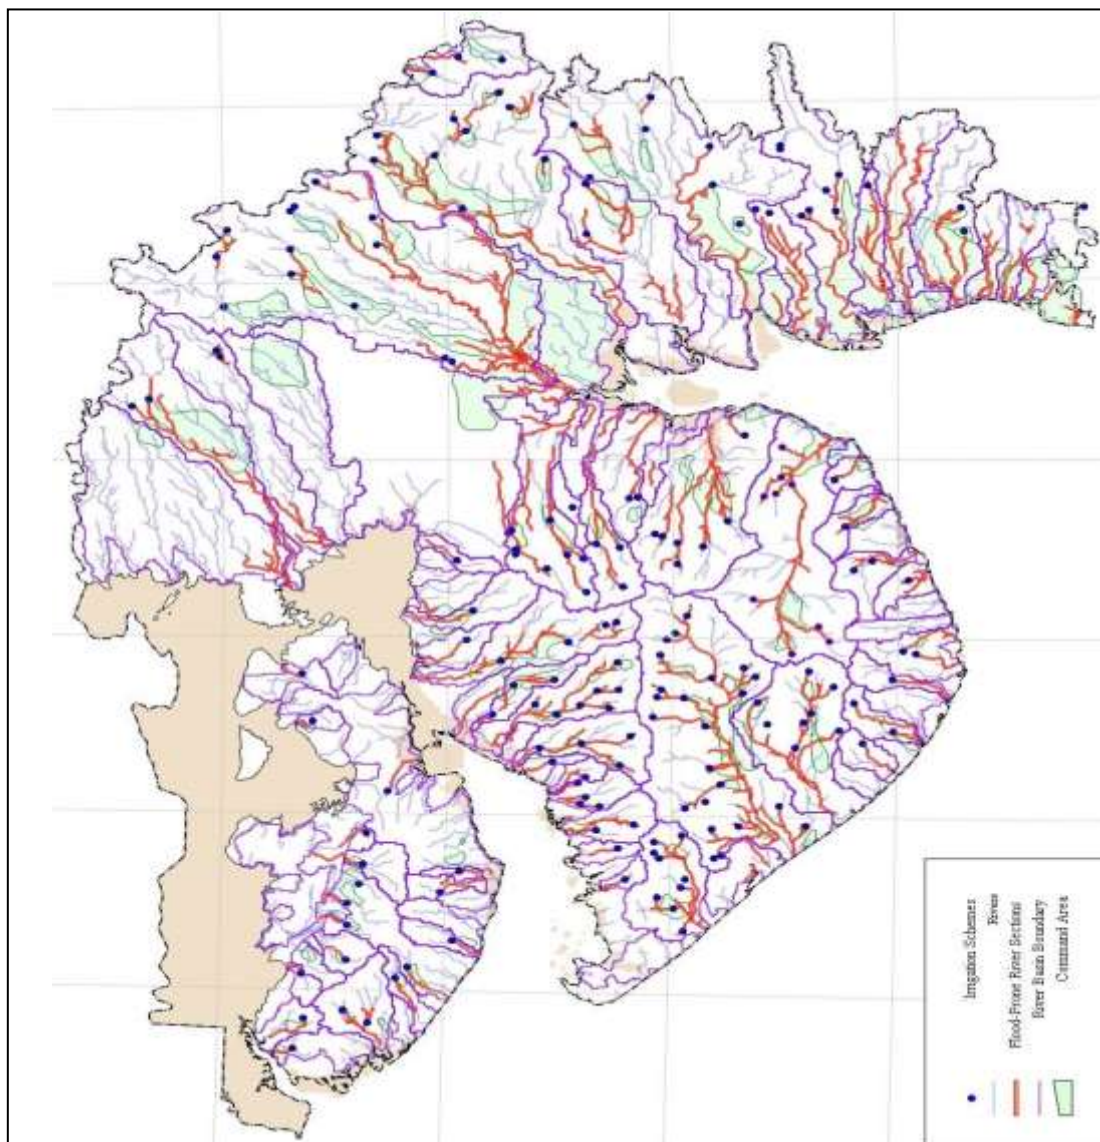 Irrigation Schemes
Rivers
Flood-Prone River Sections
River Basin Boundary
Command Area